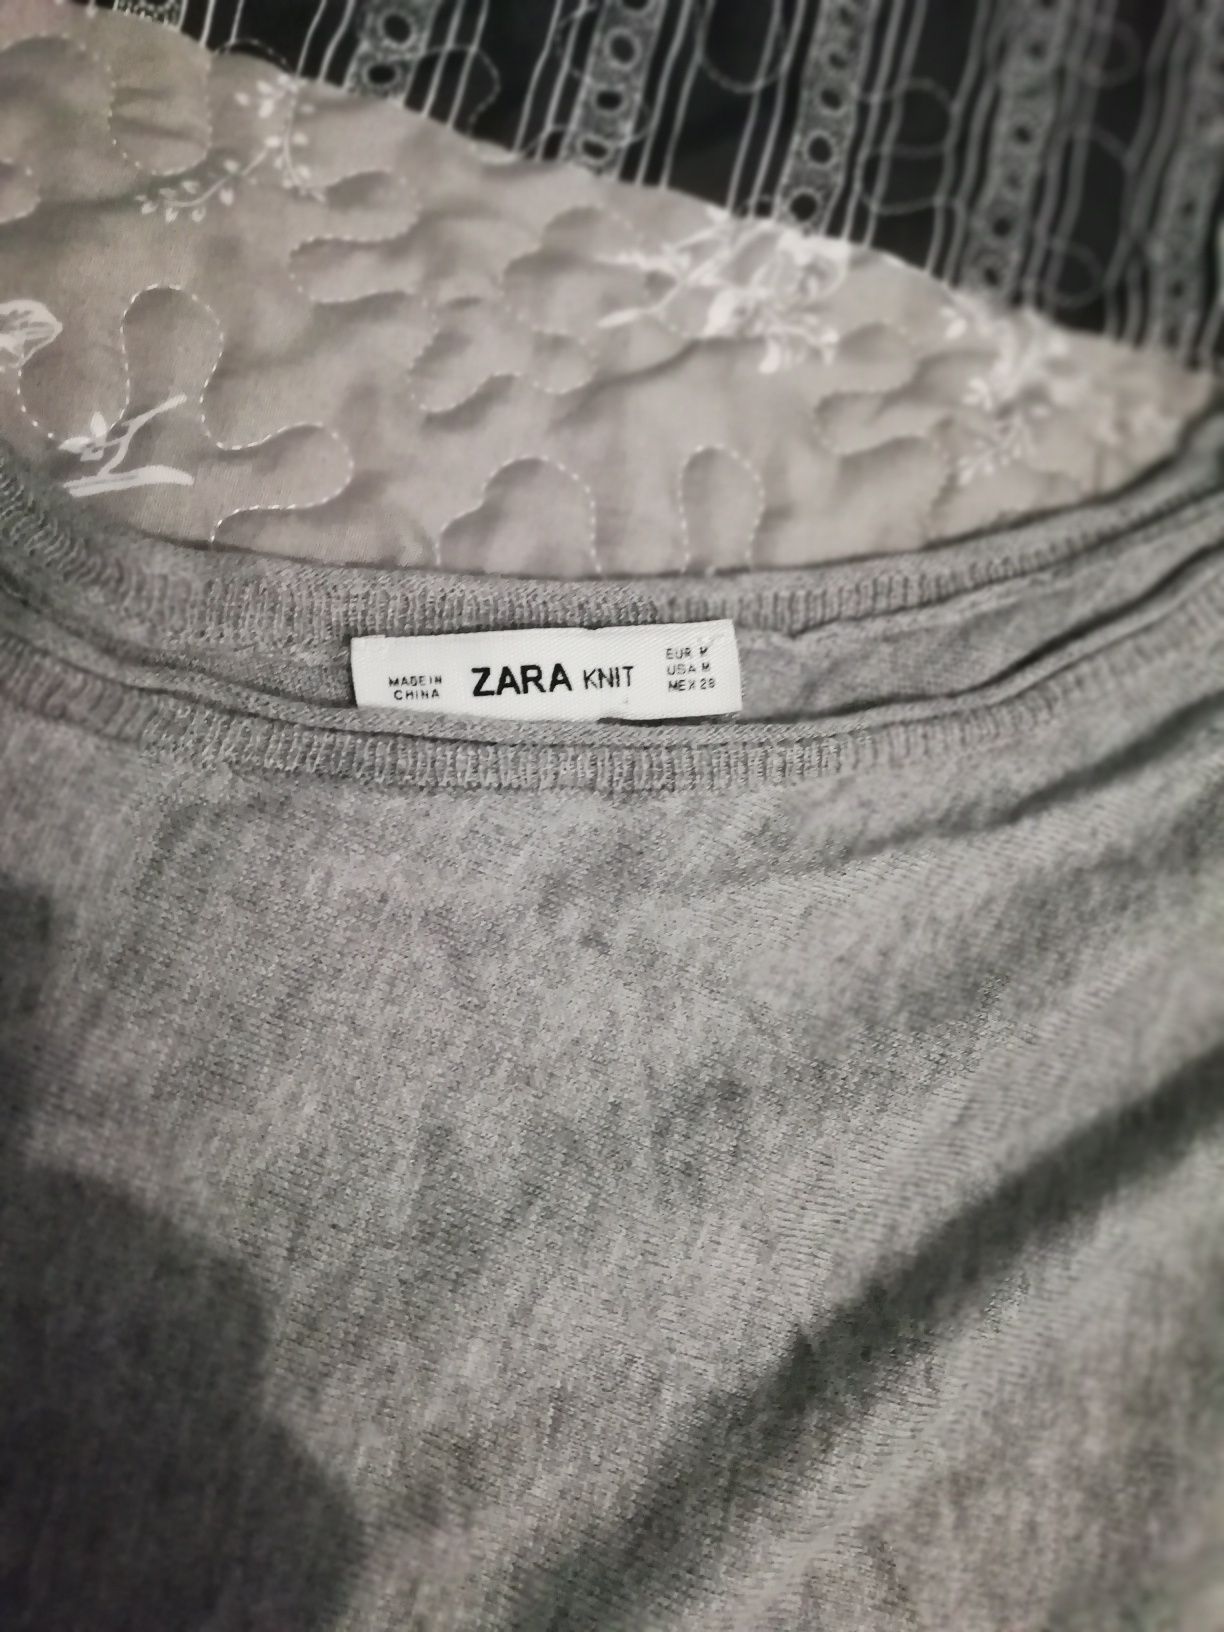 MADE IN
CHINA
ZARA KNIT
EUR M
USA M
MEX 28